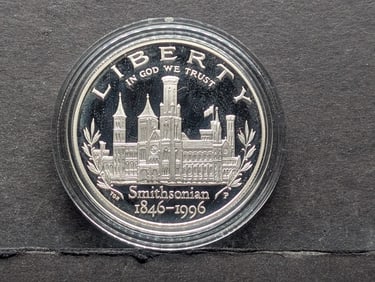 LIBERTY
IN GOD WE TRUST
Smithsonian
1846-1996
P